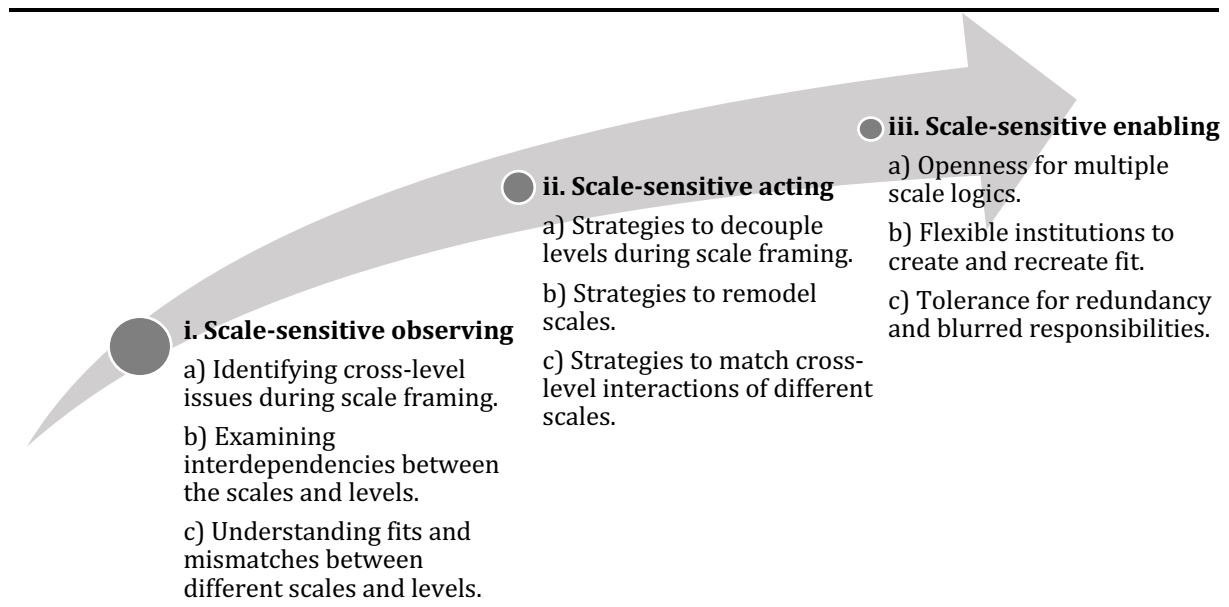 i. Scale-sensitive observing
a) Identifying cross-level
issues during scale framing.
b) Examining
interdependencies between
the scales and levels.
c) Understanding fits and
mismatches between
different scales and levels.
ii. Scale-sensitive acting
a) Strategies to decouple
levels during scale framing.
b) Strategies to remodel
scales.
c) Strategies to match cross-
level interactions of different
scales.
iii. Scale-sensitive enabling
a) Openness for multiple
scale logics.
b) Flexible institutions to
create and recreate fit.
c) Tolerance for redundancy
and blurred responsibilities.